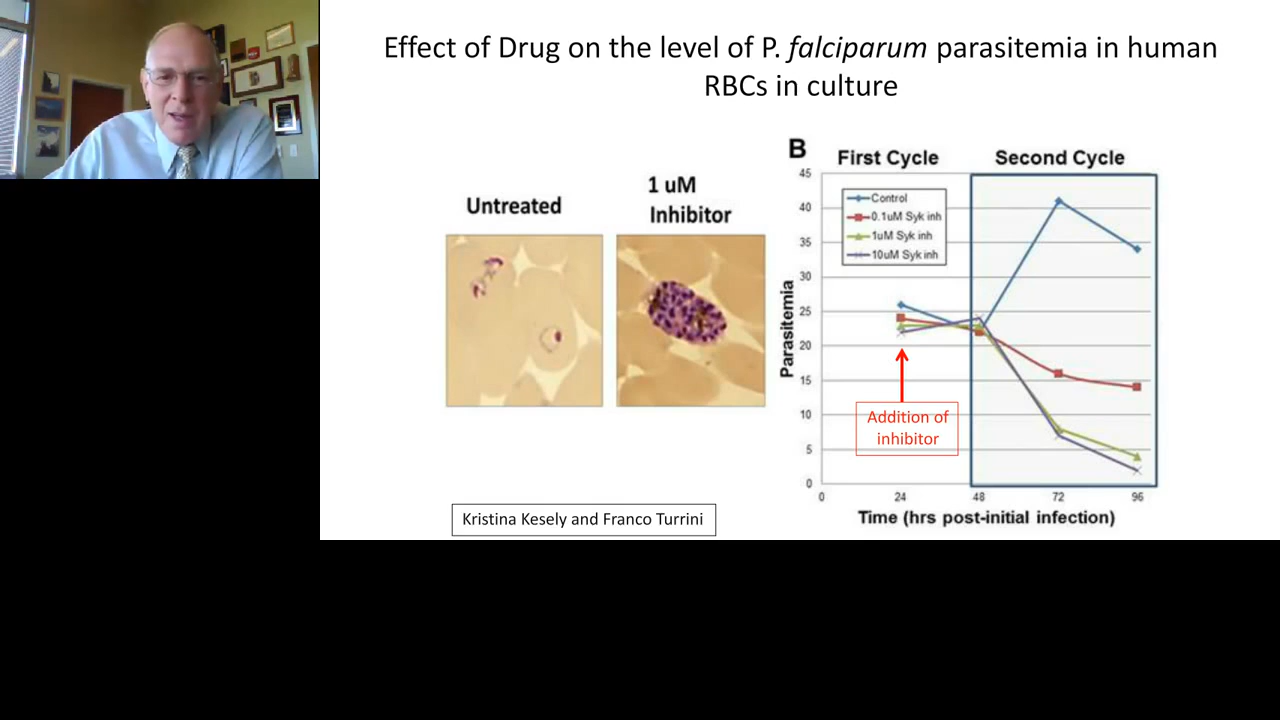 Effect of Drug on the level of P. falciparum parasitemia in human
RBCs in culture
Untreated
1 uM
Inhibitor
B
First Cycle
Second Cycle
Control
0.1uM Syk inh
1uM Syk inh
10uM Syk inh
Parasitemia
45
40
35
30
25
20
15
10
5
0
0
24
48
72
96
Time (hrs post-initial infection)
Addition of
inhibitor
Kristina Kesely and Franco Turrini